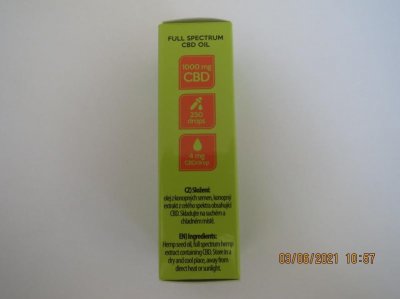 FULL SPECTRUM
CBD OIL
1000 mg
CBD
250
drops
4 mg
CBD/drop
(CZ) Složení:
olej z konopných semen, konopný
extrakt z celého spektra obsahující
CBD. Skladujte na suchém a
chladném místě.
(EN) Ingredients:
Hemp seed oil, full spectrum hemp
extract containing CBD. Store in a
dry and cool place, away from
direct heat or sunlight.
09/06/2021 10:57